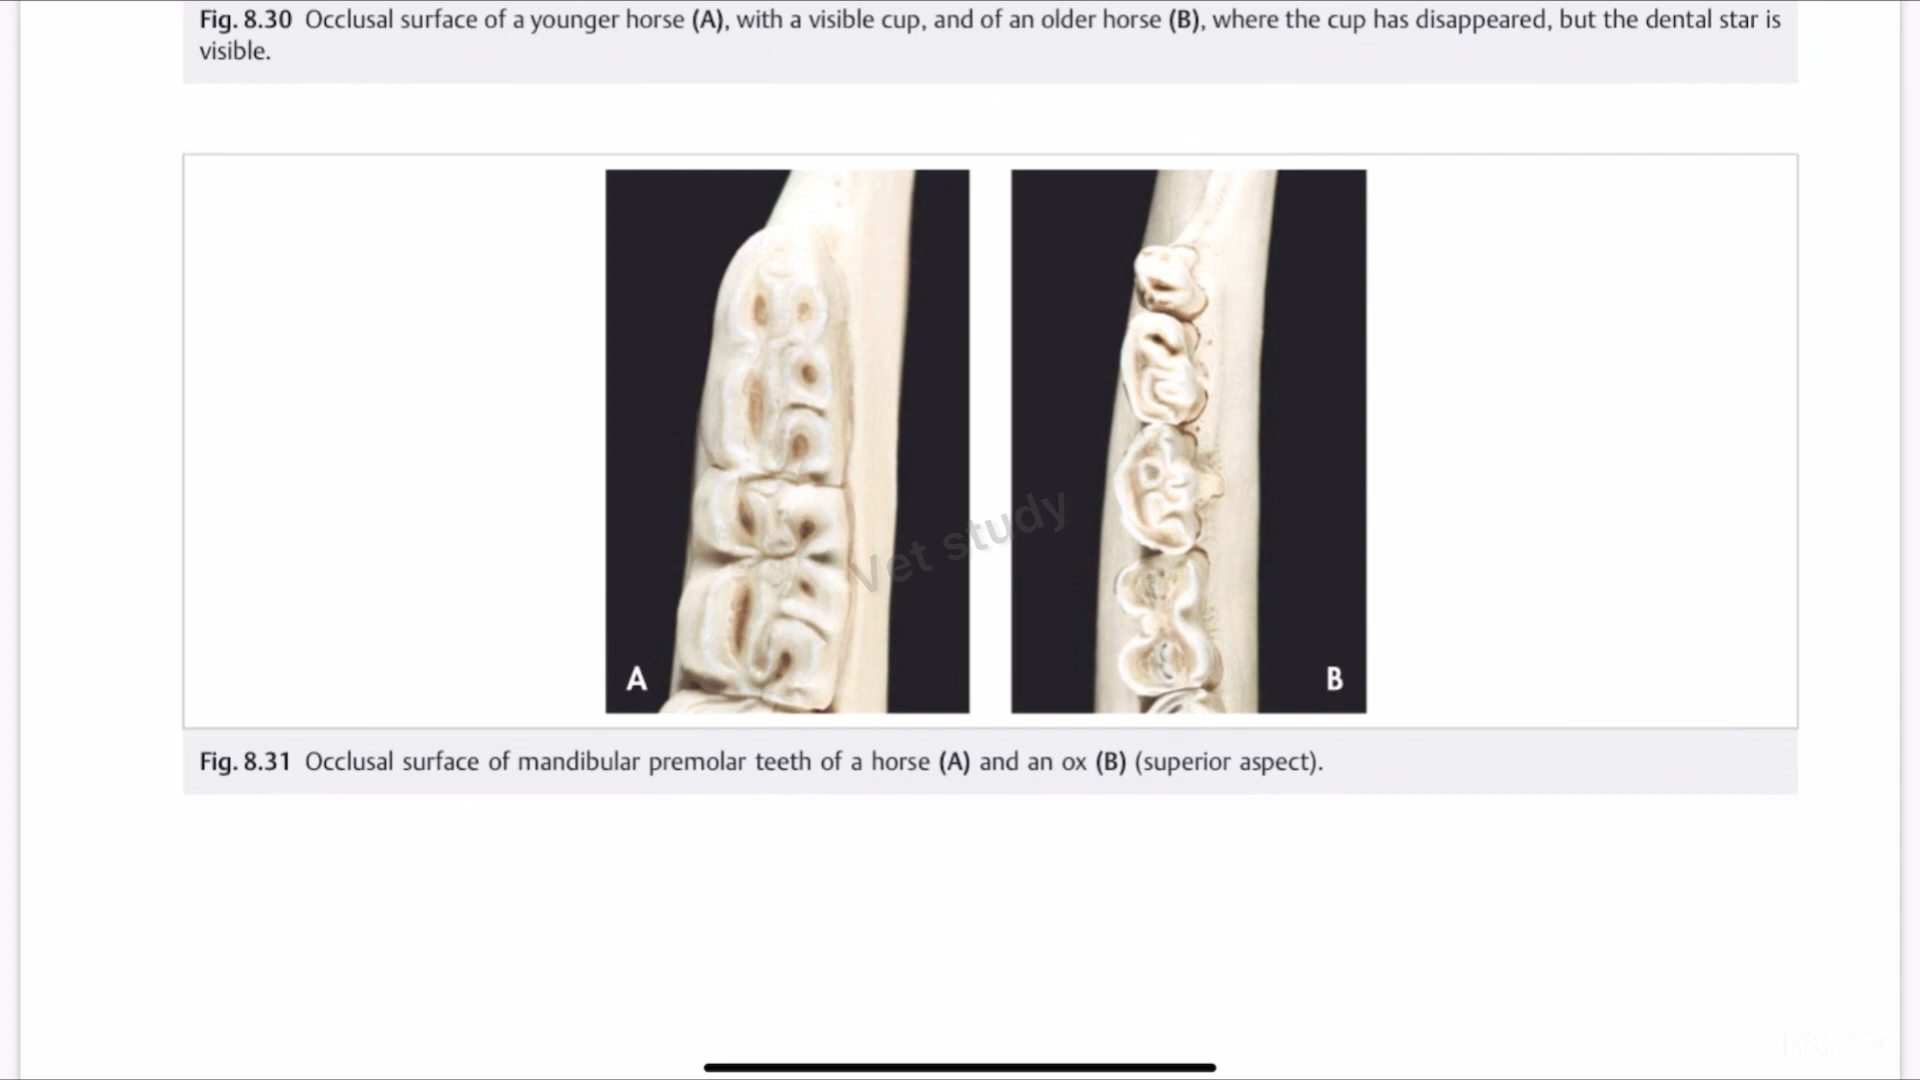 Fig. 8.30 Occlusal surface of a younger horse (A), with a visible cup, and of an older horse (B), where the cup has disappeared, but the dental star is
visible.
Vet study
A
B
Fig. 8.31 Occlusal surface of mandibular premolar teeth of a horse (A) and an ox (B) (superior aspect).